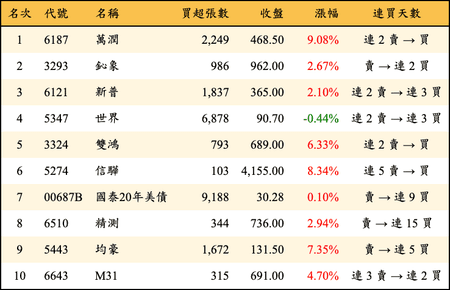 名次 代號 名稱 買超張數 收盤 漲幅 連買天數
1 6187 萬潤 2,249 468.50 9.08% 連 2 賣 → 買
2 3293 鈊象 986 962.00 2.67% 賣 → 連 2 買
3 6121 新普 1,837 365.00 2.10% 連 2 賣 → 連 3 買
4 5347 世界 6,878 90.70 -0.44% 連 2 賣 → 連 3 買
5 3324 雙鴻 793 689.00 6.33% 連 2 賣 → 買
6 5274 信驊 103 4,155.00 8.34% 連 5 賣 → 買
7 00687B 國泰20年美債 9,188 30.28 0.10% 賣 → 連 9 買
8 6510 精測 344 736.00 2.94% 賣 → 連 15 買
9 5443 均豪 1,672 131.50 7.35% 賣 → 連 5 買
10 6643 M31 315 691.00 4.70% 連 3 賣 → 連 2 買